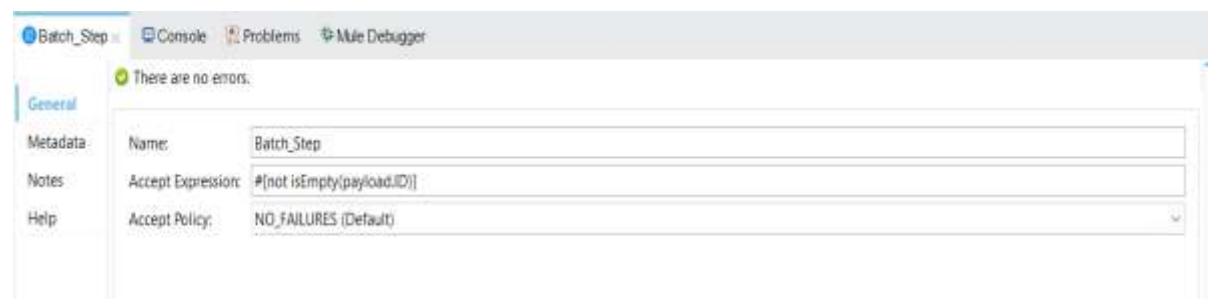 Batch_Step Console Problems Mule Debugger
There are no errors.
General
Metadata Name: Batch_Step
Notes Accept Expression: #[not isEmpty(payload.ID)]
Help Accept Policy: NO_FAILURES (Default)